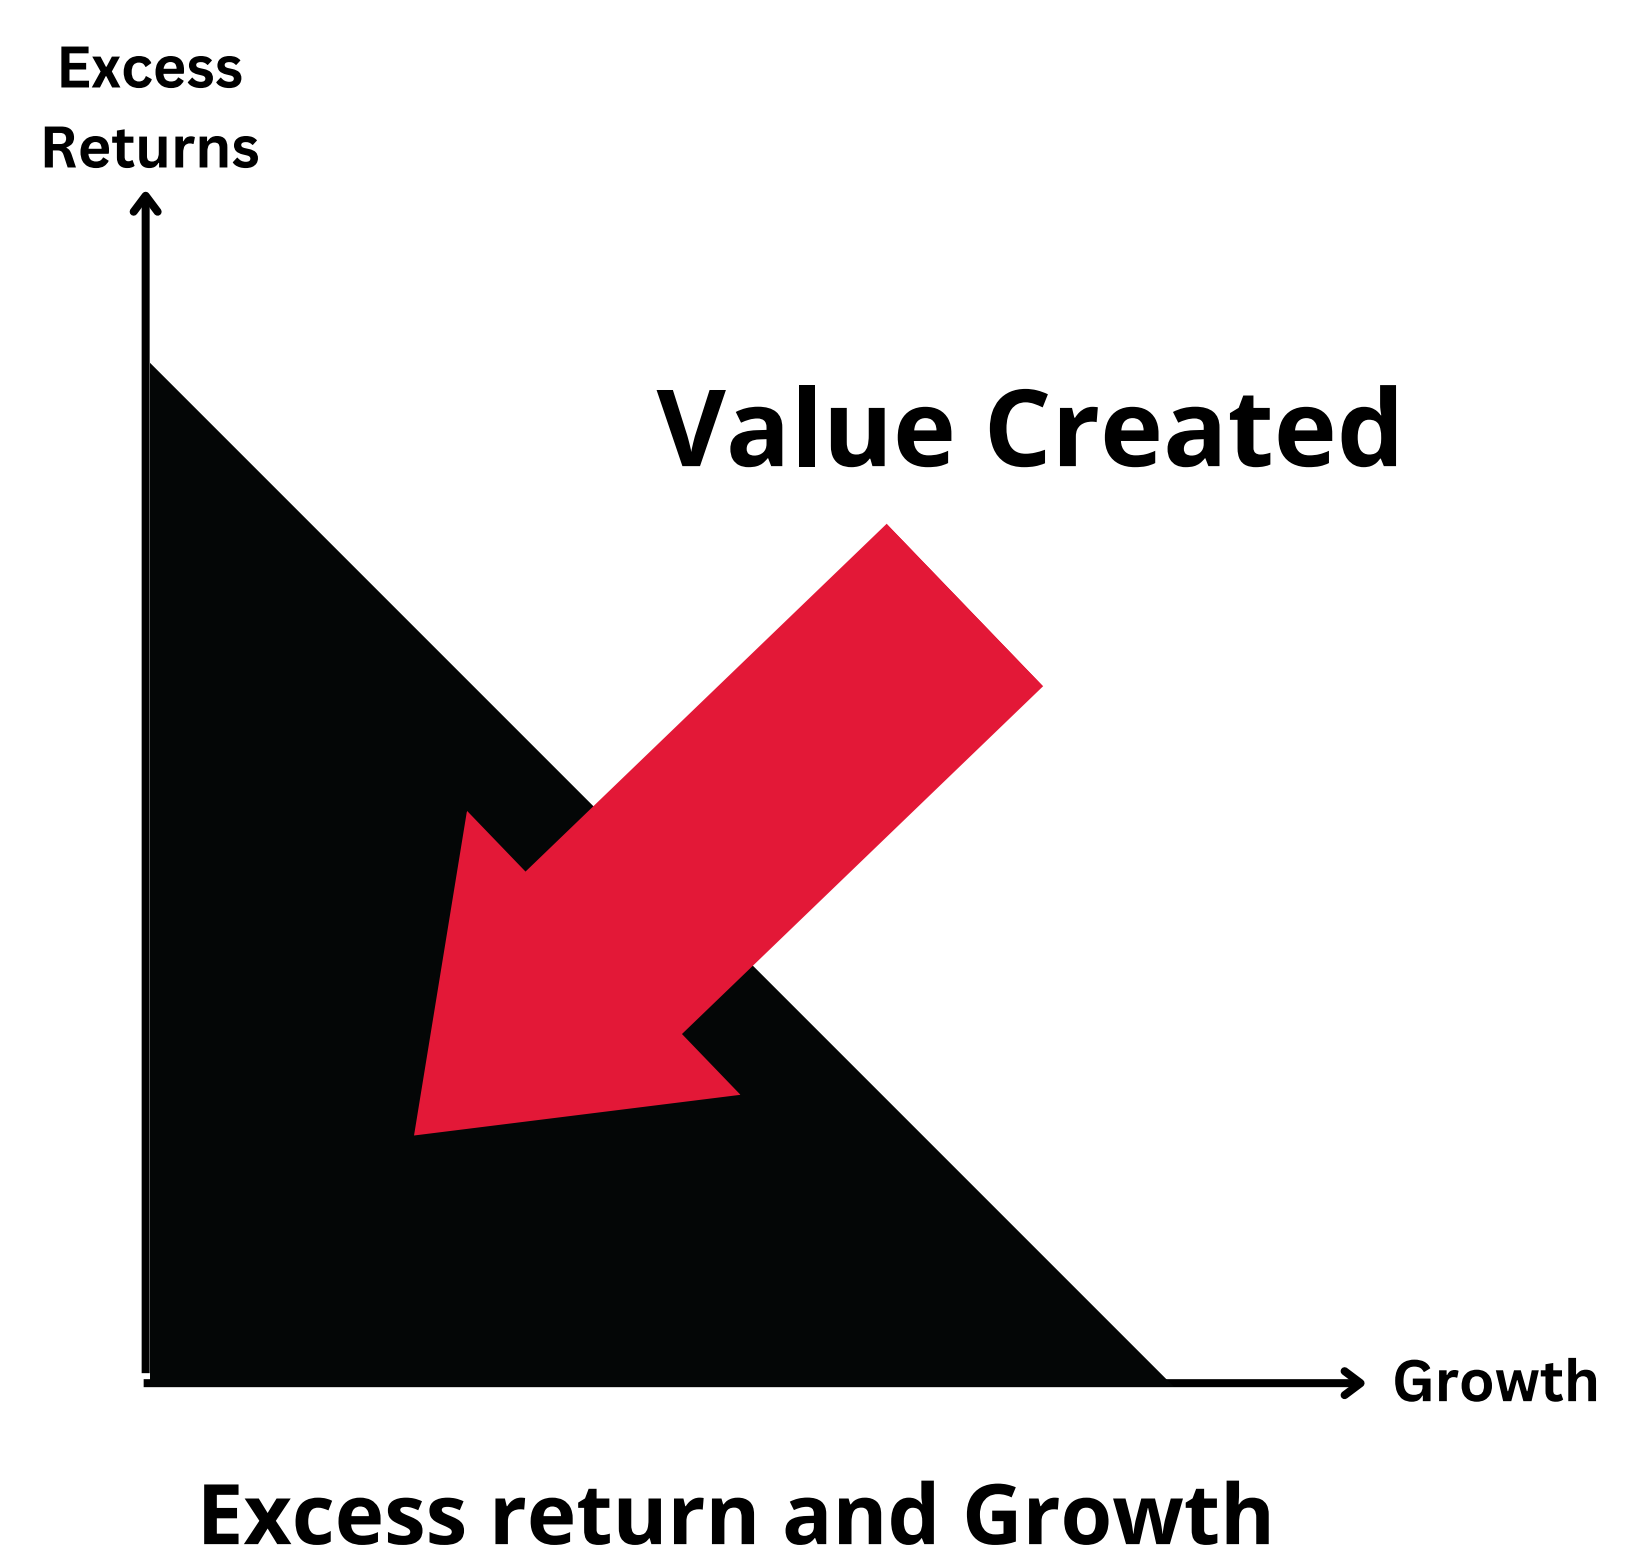 Excess
Returns
Value Created
Growth
Excess return and Growth